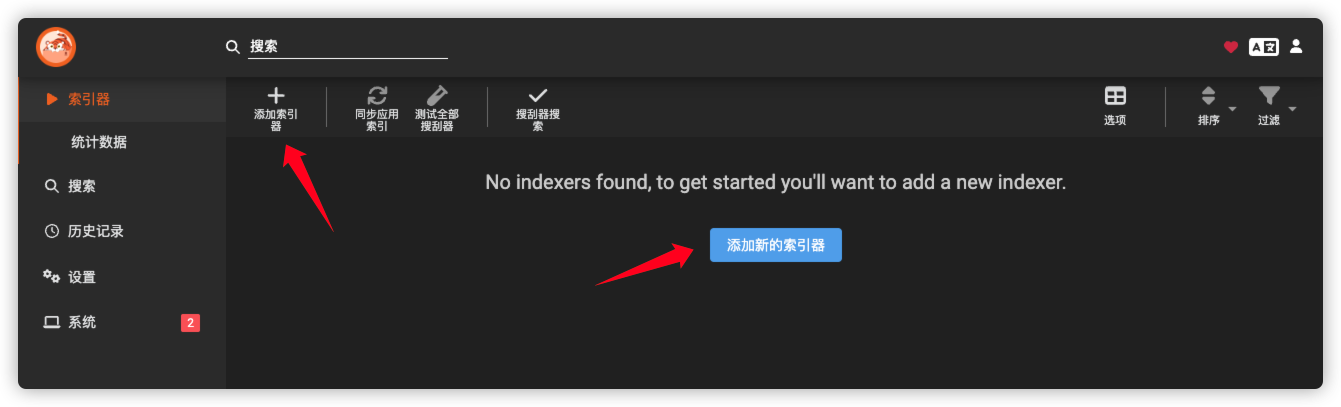 搜索
A 文
索引器
统计数据
搜索
历史记录
设置
系统
2
添加索引
器
同步应用
索引
测试全部
搜刮器
搜刮器搜
索
选项
排序
过滤
No indexers found, to get started you'll want to add a new indexer.
添加新的索引器